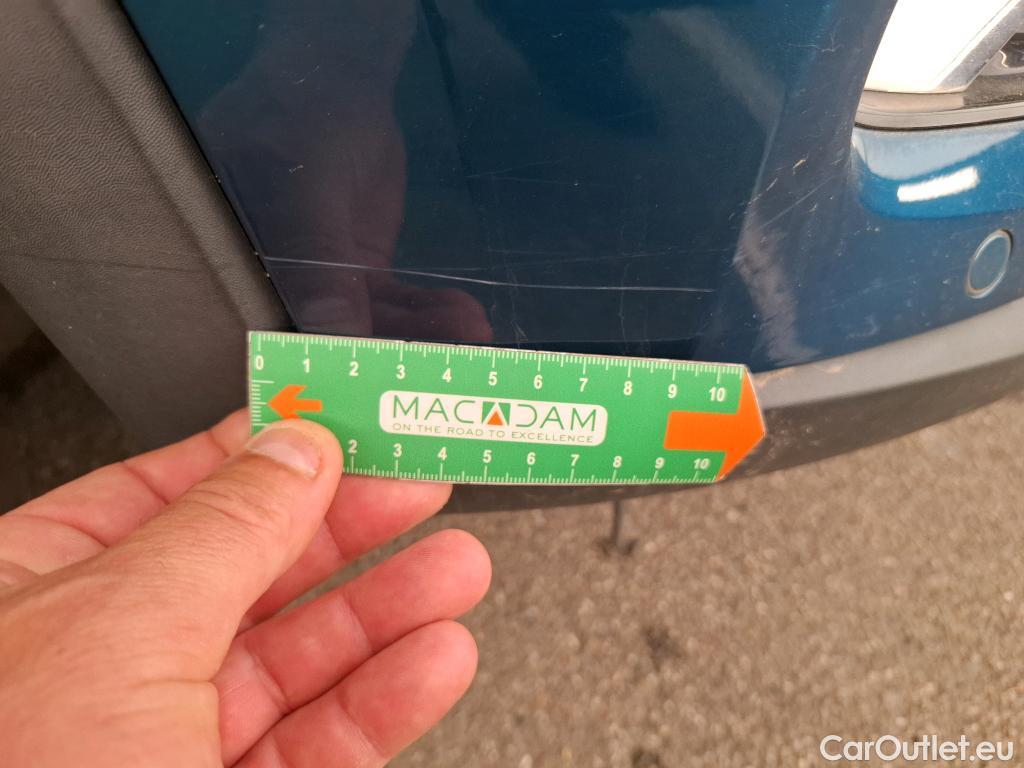 0 1 2 3 4 5 6 7 8 9 10
MACADAM
ON THE ROAD TO EXCELLENCE
2 3 4 5 6 7 8 9 10
CarOutlet.eu